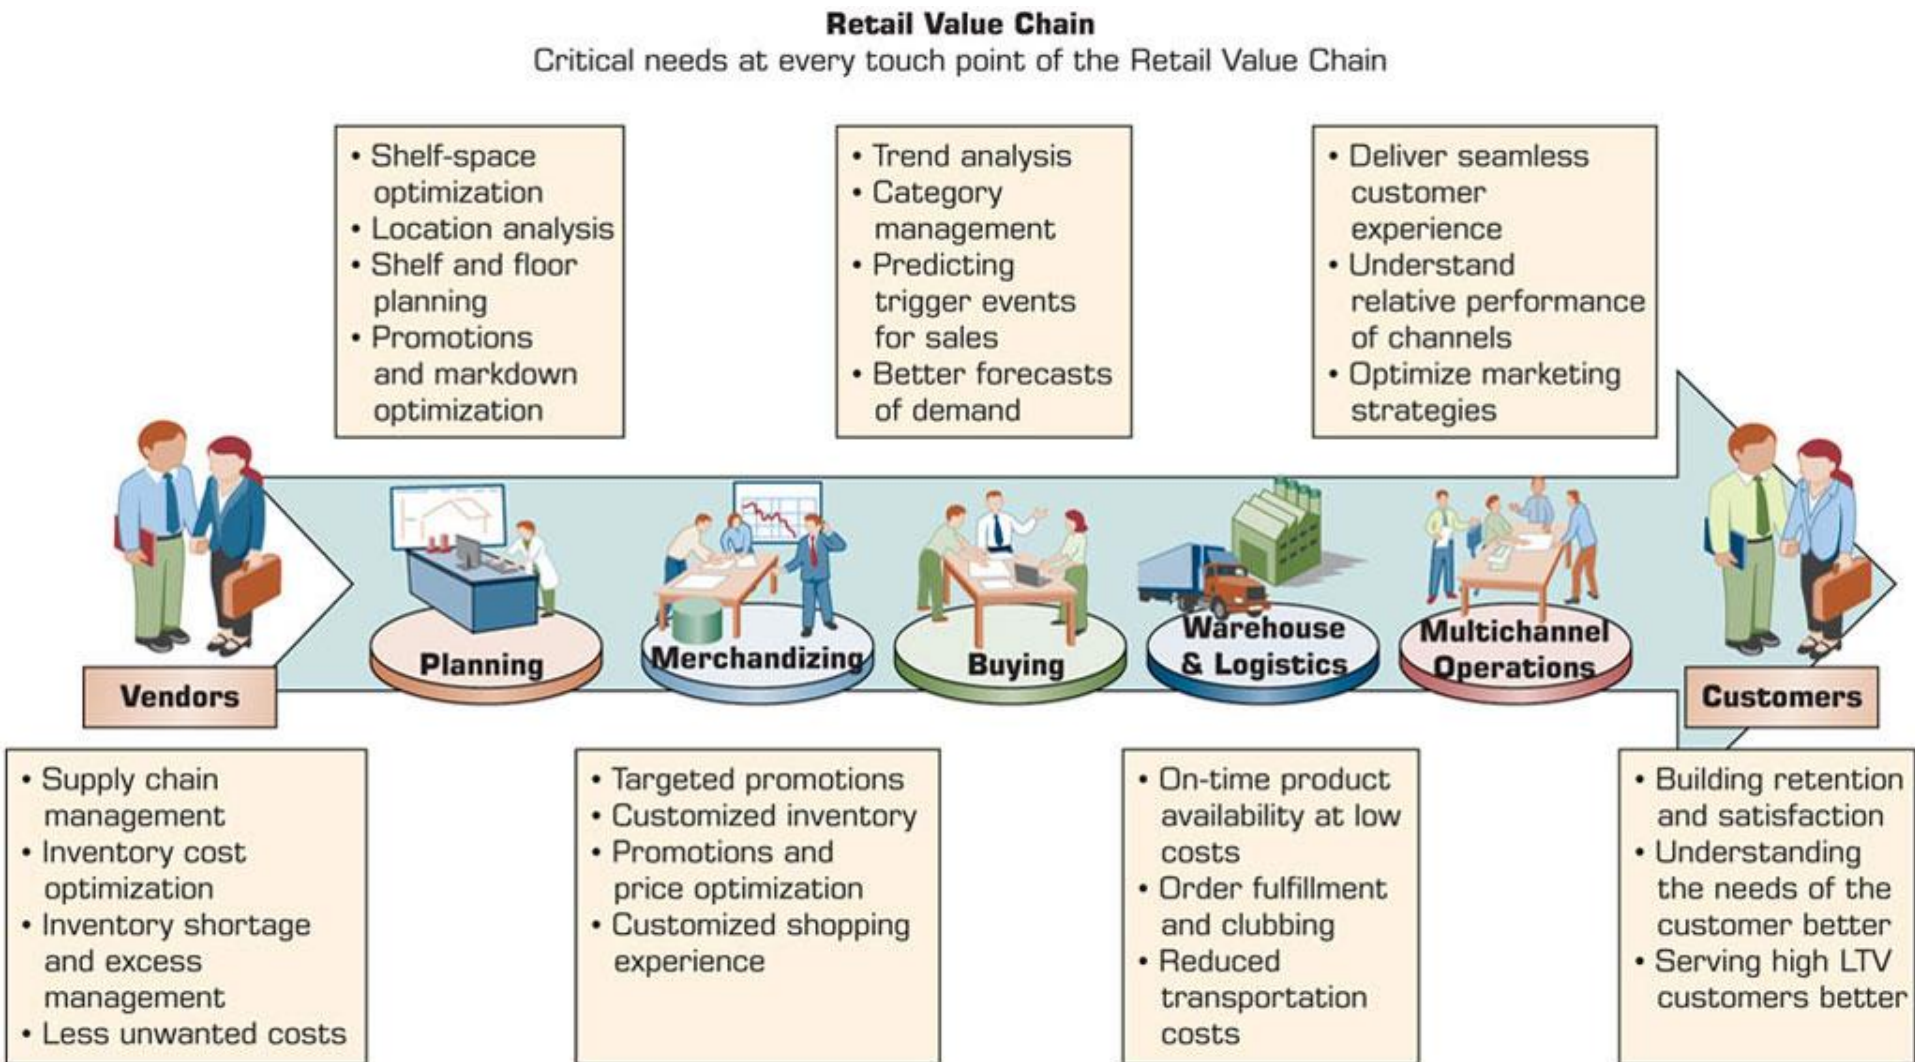 Retail Value Chain
Critical needs at every touch point of the Retail Value Chain
• Shelf-space
optimization
• Location analysis
• Shelf and floor
planning
• Promotions
and markdown
optimization
• Trend analysis
• Category
management
• Predicting
trigger events
for sales
• Better forecasts
of demand
• Deliver seamless
customer
experience
• Understand
relative performance
of channels
• Optimize marketing
strategies
Vendors
Planning
Merchandizing
Buying
Warehouse
& Logistics
Multichannel
Operations
Customers
• Supply chain
management
• Inventory cost
optimization
• Inventory shortage
and excess
management
• Less unwanted costs
• Targeted promotions
• Customized inventory
• Promotions and
price optimization
• Customized shopping
experience
• On-time product
availability at low
costs
• Order fulfillment
and clubbing
• Reduced
transportation
costs
• Building retention
and satisfaction
• Understanding
the needs of the
customer better
• Serving high LTV
customers better